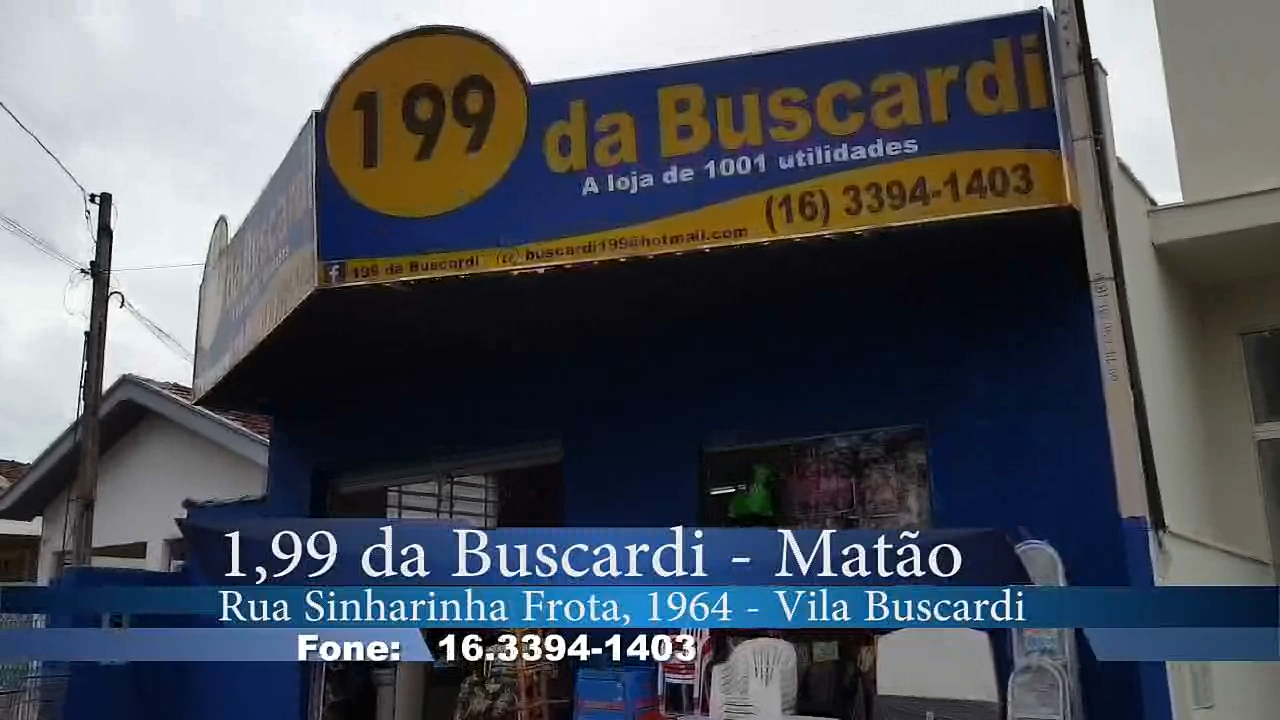 199
da Buscardi
A loja de 1001 utilidades
(16) 3394-1403
f 199 da Buscardi buscardi199@hotmail.com
1,99 da Buscardi - Matão
Rua Sinharinha Frota, 1964 - Vila Buscardi
Fone: 16.3394-1403